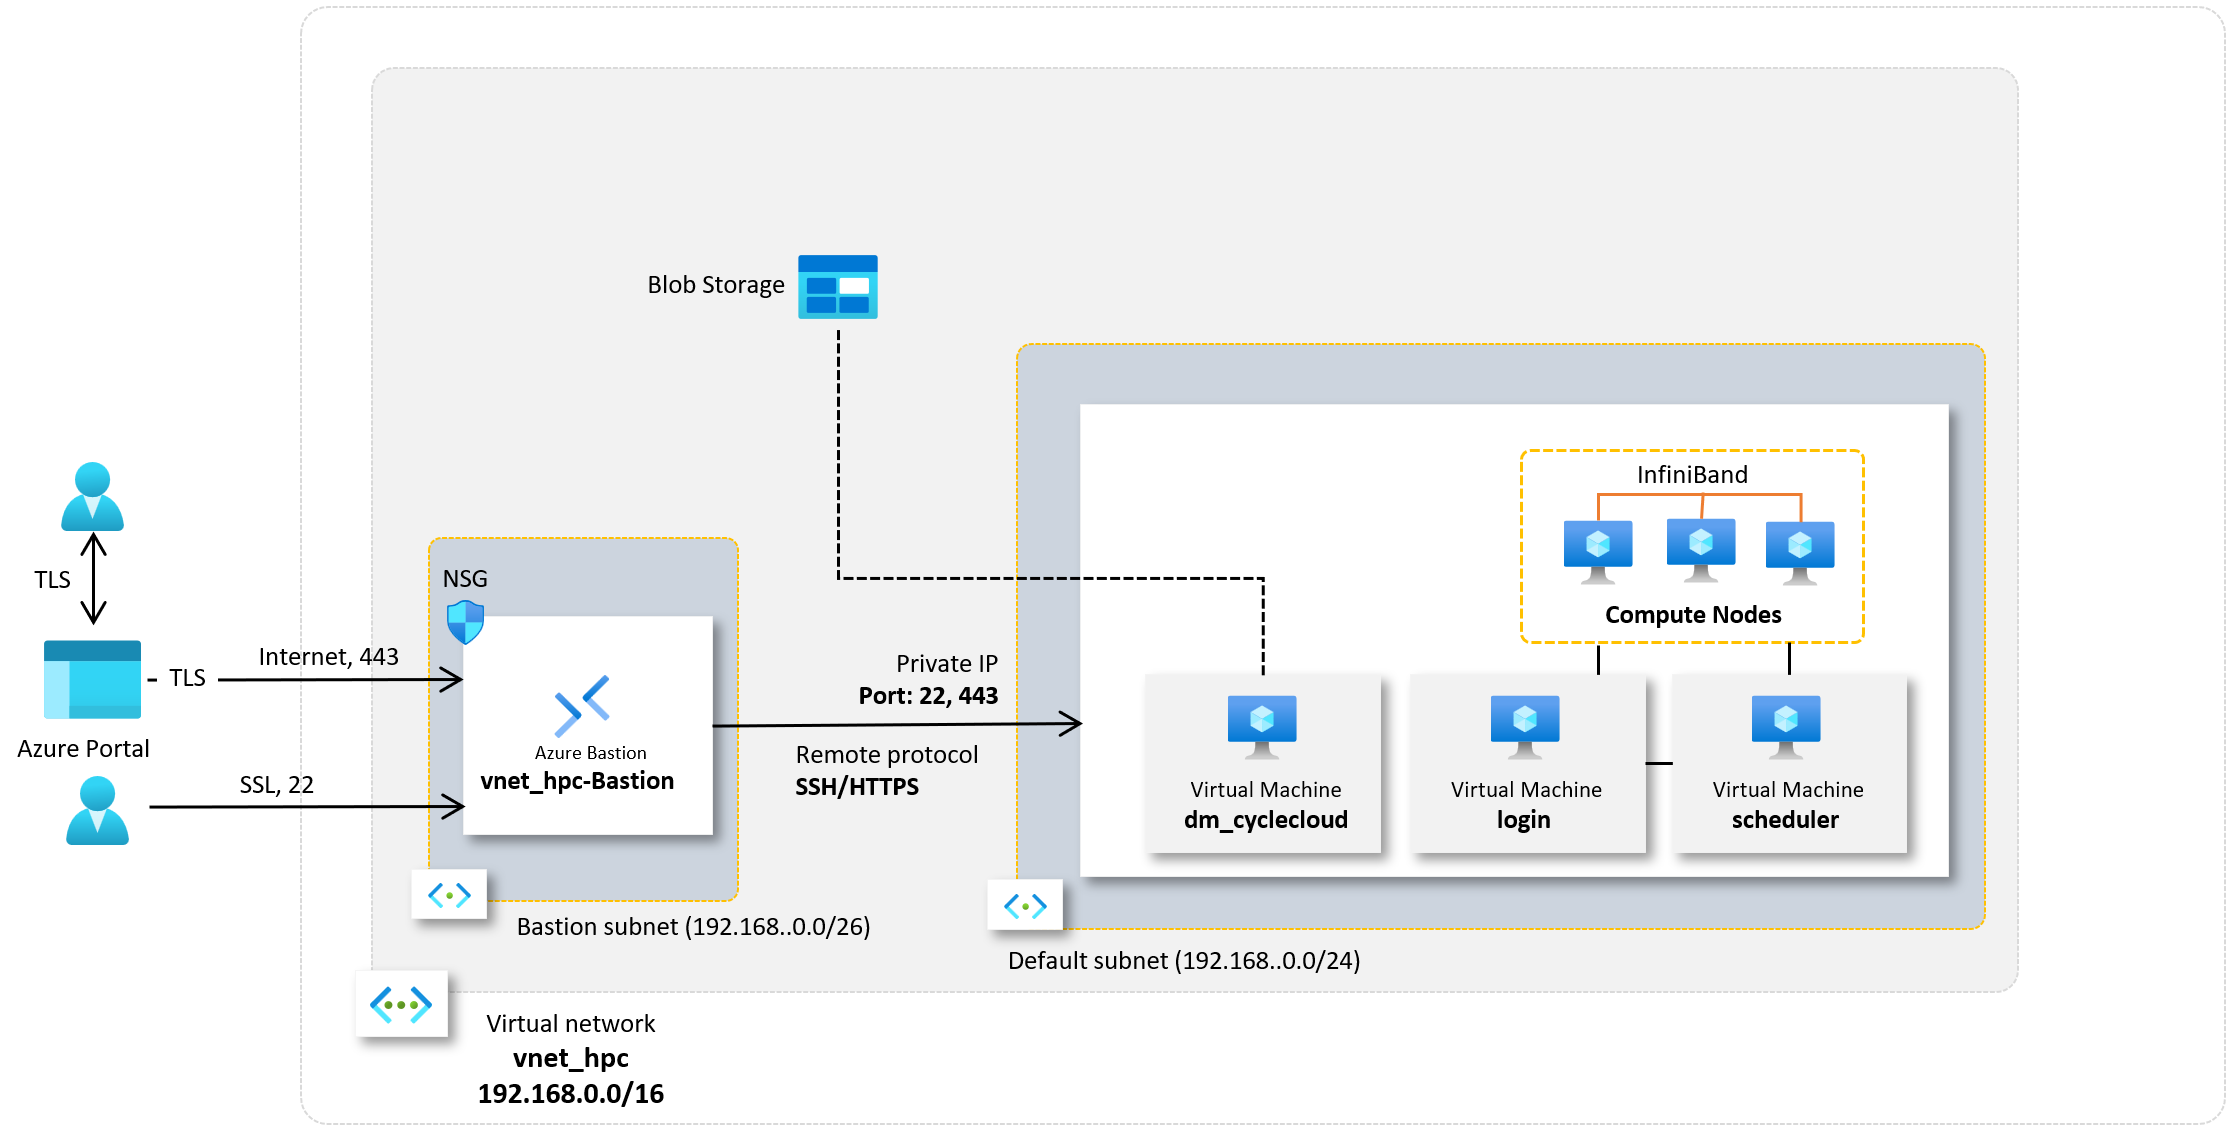 Blob Storage
InfiniBand
Compute Nodes
TLS
NSG
Internet, 443
TLS
Azure Portal
SSL, 22
Azure Bastion
vnet_hpc-Bastion
Private IP
Port: 22, 443
Remote protocol
SSH/HTTPS
Virtual Machine
dm_cyclecloud
Virtual Machine
login
Virtual Machine
scheduler
Bastion subnet (192.168..0.0/26)
Default subnet (192.168..0.0/24)
Virtual network
vnet_hpc
192.168.0.0/16